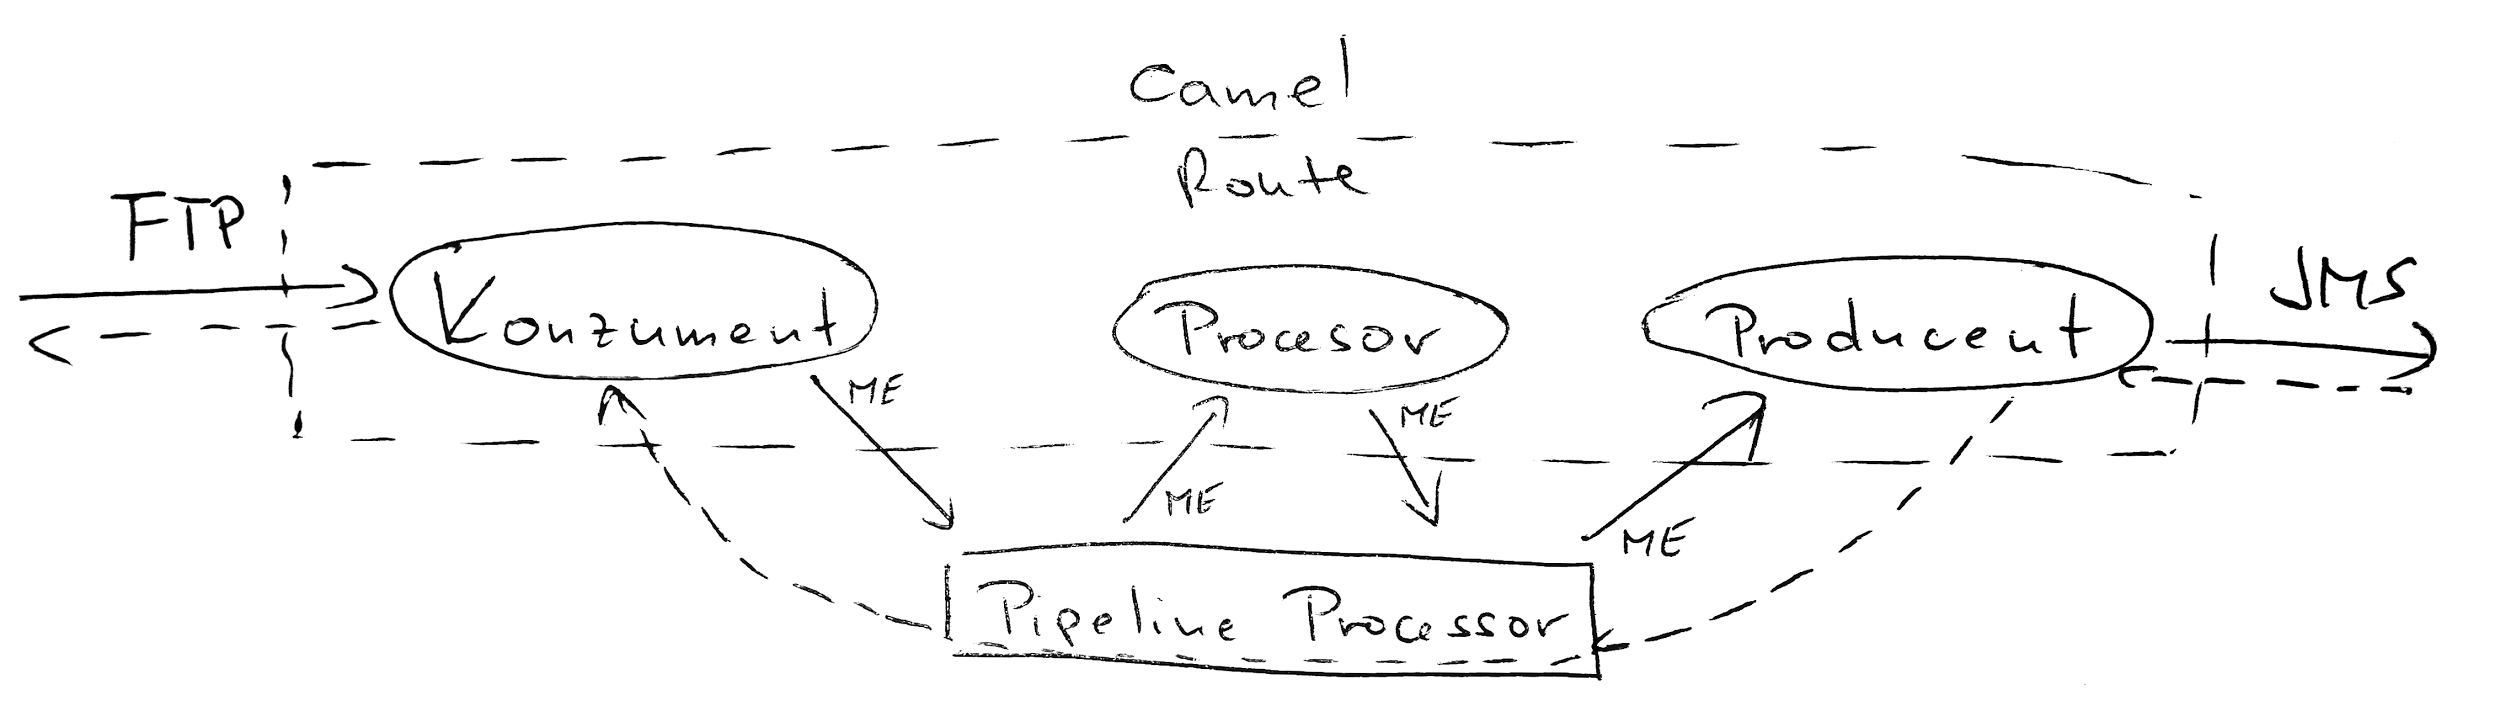 Camel
Route
FTP
Konzument
Procesor
Producent
JMS
ME
ME
ME
ME
Pipeline Processor